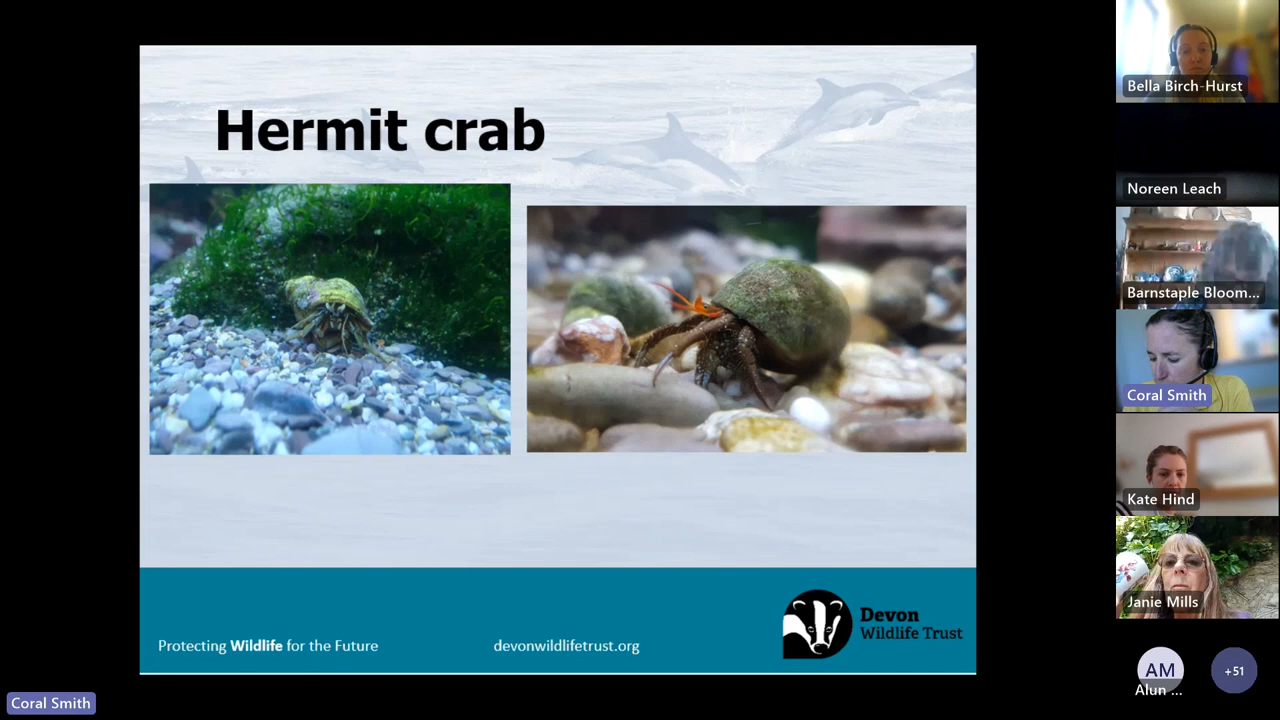 Hermit crab
Protecting Wildlife for the Future
devonwildlifetrust.org
Devon
Wildlife Trust
Bella Birch-Hurst
Noreen Leach
Barnstaple Bloom...
Coral Smith
Kate Hind
Janie Mills
AM
Alun ...
+51
Coral Smith